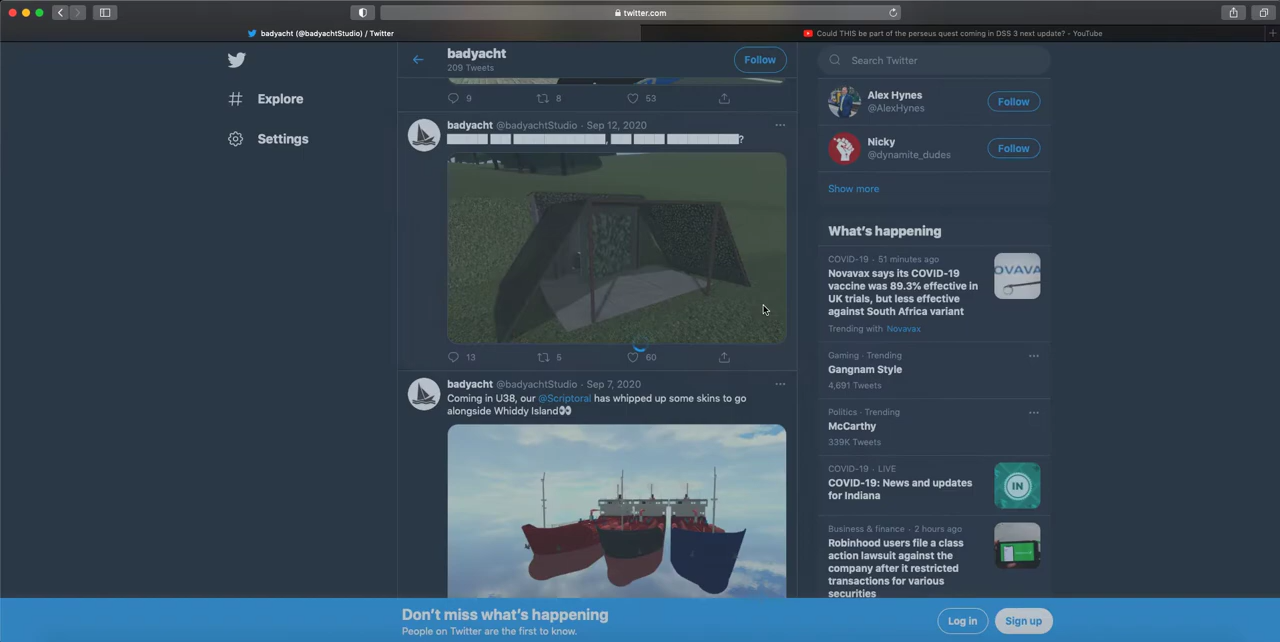 twitter.com
badyacht (@badyachtStudio) / Twitter
Could THIS be part of the perseus quest coming in DSS 3 next update? - YouTube
Explore
Settings
badyacht
209 Tweets
Follow
9
8
53
badyacht @badyachtStudio · Sep 12, 2020
?
13
5
60
badyacht @badyachtStudio · Sep 7, 2020
Coming in U38, our @Scriptoral has whipped up some skins to go
alongside Whiddy Island👀
Search Twitter
Alex Hynes
@AlexHynes
Follow
Nicky
@dynamite_dudes
Follow
Show more
What's happening
COVID-19 · 51 minutes ago
Novavax says its COVID-19
vaccine was 89.3% effective in
UK trials, but less effective
against South Africa variant
Trending with Novavax
NOVAVA
Gaming · Trending
Gangnam Style
4,691 Tweets
Politics · Trending
McCarthy
339K Tweets
COVID-19 · LIVE
COVID-19: News and updates
for Indiana
IN
Business & finance · 2 hours ago
Robinhood users file a class
action lawsuit against the
company after it restricted
transactions for various
securities
Don't miss what's happening
People on Twitter are the first to know.
Log in
Sign up